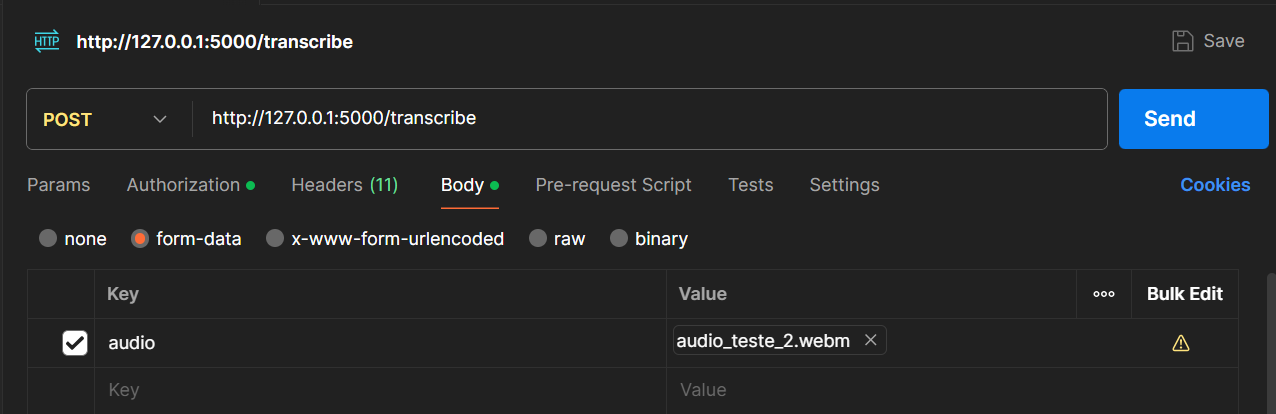 HTTP http://127.0.0.1:5000/transcribe Save
POST http://127.0.0.1:5000/transcribe Send
Params Authorization Headers (11) Body Pre-request Script Tests Settings Cookies
none form-data x-www-form-urlencoded raw binary
Key Value Bulk Edit
audio audio_teste_2.webm
Key Value